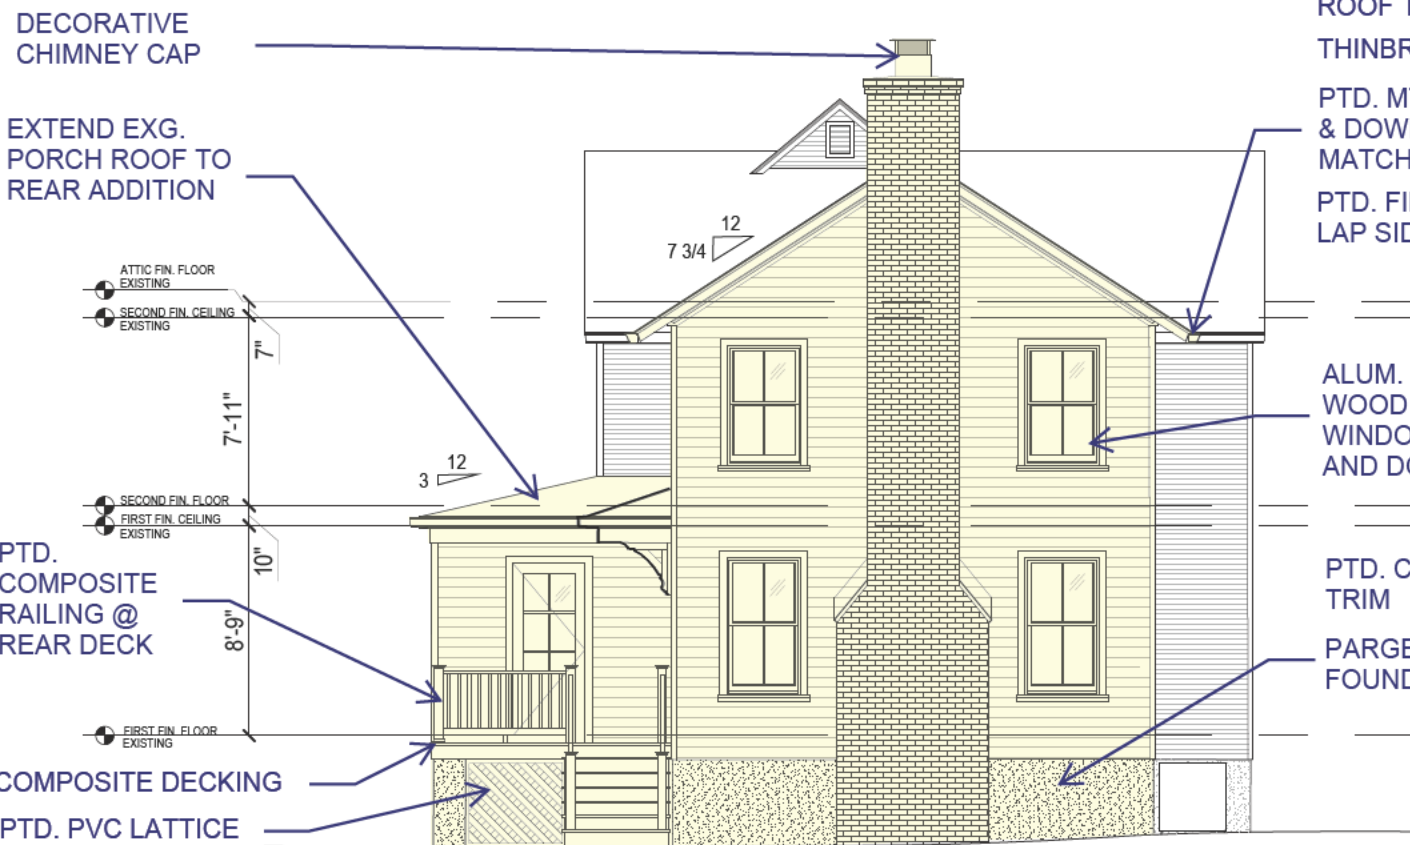 DECORATIVE
CHIMNEY CAP
EXTEND EXG.
PORCH ROOF TO
REAR ADDITION
12
7 3/4
ATTIC FIN. FLOOR
EXISTING
SECOND FIN. CEILING
EXISTING
7"
7'-11"
12
3
SECOND FIN. FLOOR
FIRST FIN. CEILING
EXISTING
10"
8'-9"
PTD.
COMPOSITE
RAILING @
REAR DECK
FIRST FIN. FLOOR
EXISTING
COMPOSITE DECKING
PTD. PVC LATTICE
ROOF
THINBR
PTD. M
& DOW
MATCH
PTD. FI
LAP SID
ALUM.
WOOD
WINDO
AND DO
PTD. C
TRIM
PARGE
FOUND